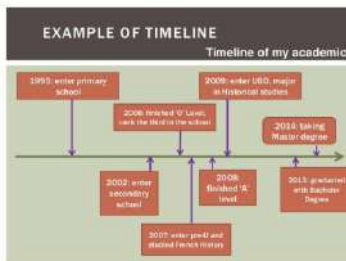 EXAMPLE OF TIMELINE
Timeline of my academic
1995: enter primary
school
2009: enter UBD, major
in Historical studies
2006: finished 'O' Level,
rank the third in the school
2014: taking
Master degree
2002: enter
secondary
school
2008:
finished 'A'
level
2013: graduated
with Bachelor
Degree
2007: enter pre-U and
studied French History